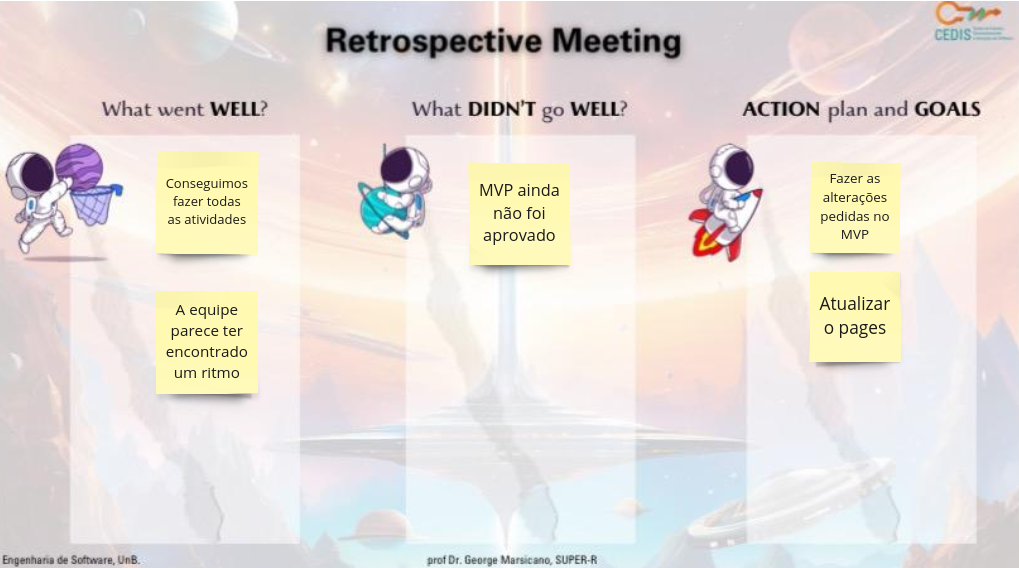 Retrospective Meeting
CEDIS
What went WELL?
What DIDN'T go WELL?
ACTION plan and GOALS
Conseguimos
fazer todas
as atividades
A equipe
parece ter
encontrado
um ritmo
MVP ainda
não foi
aprovado
Fazer as
alterações
pedidas no
MVP
Atualizar
o pages
Engenharia de Software, UnB.
prof Dr. George Marsicano, SUPER-R